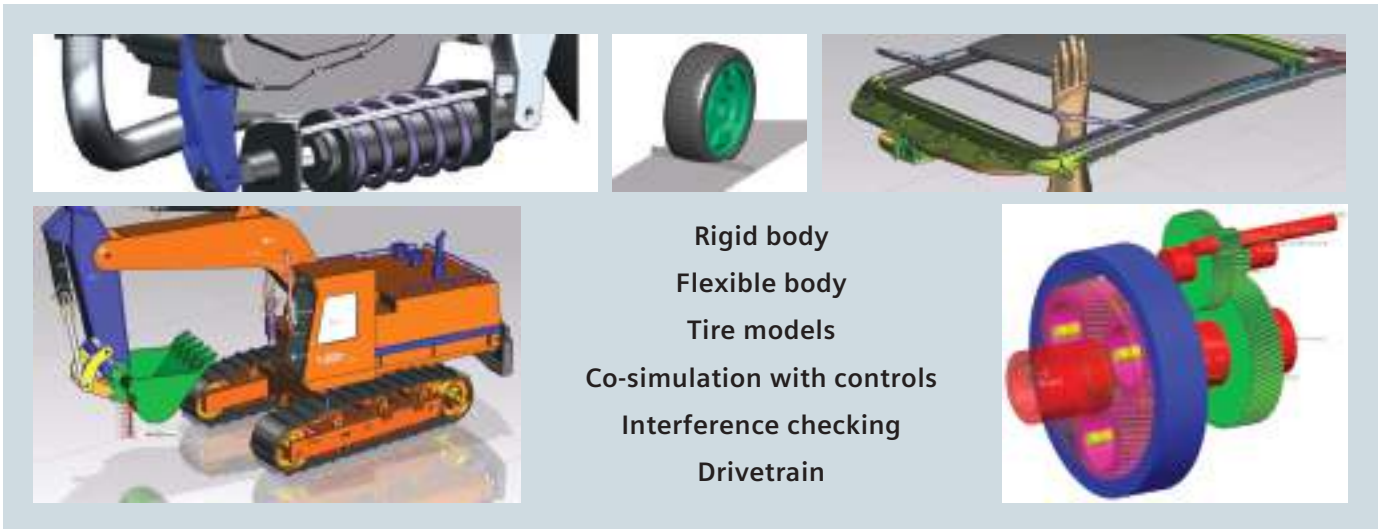 Rigid body
Flexible body
Tire models
Co-simulation with controls
Interference checking
Drivetrain